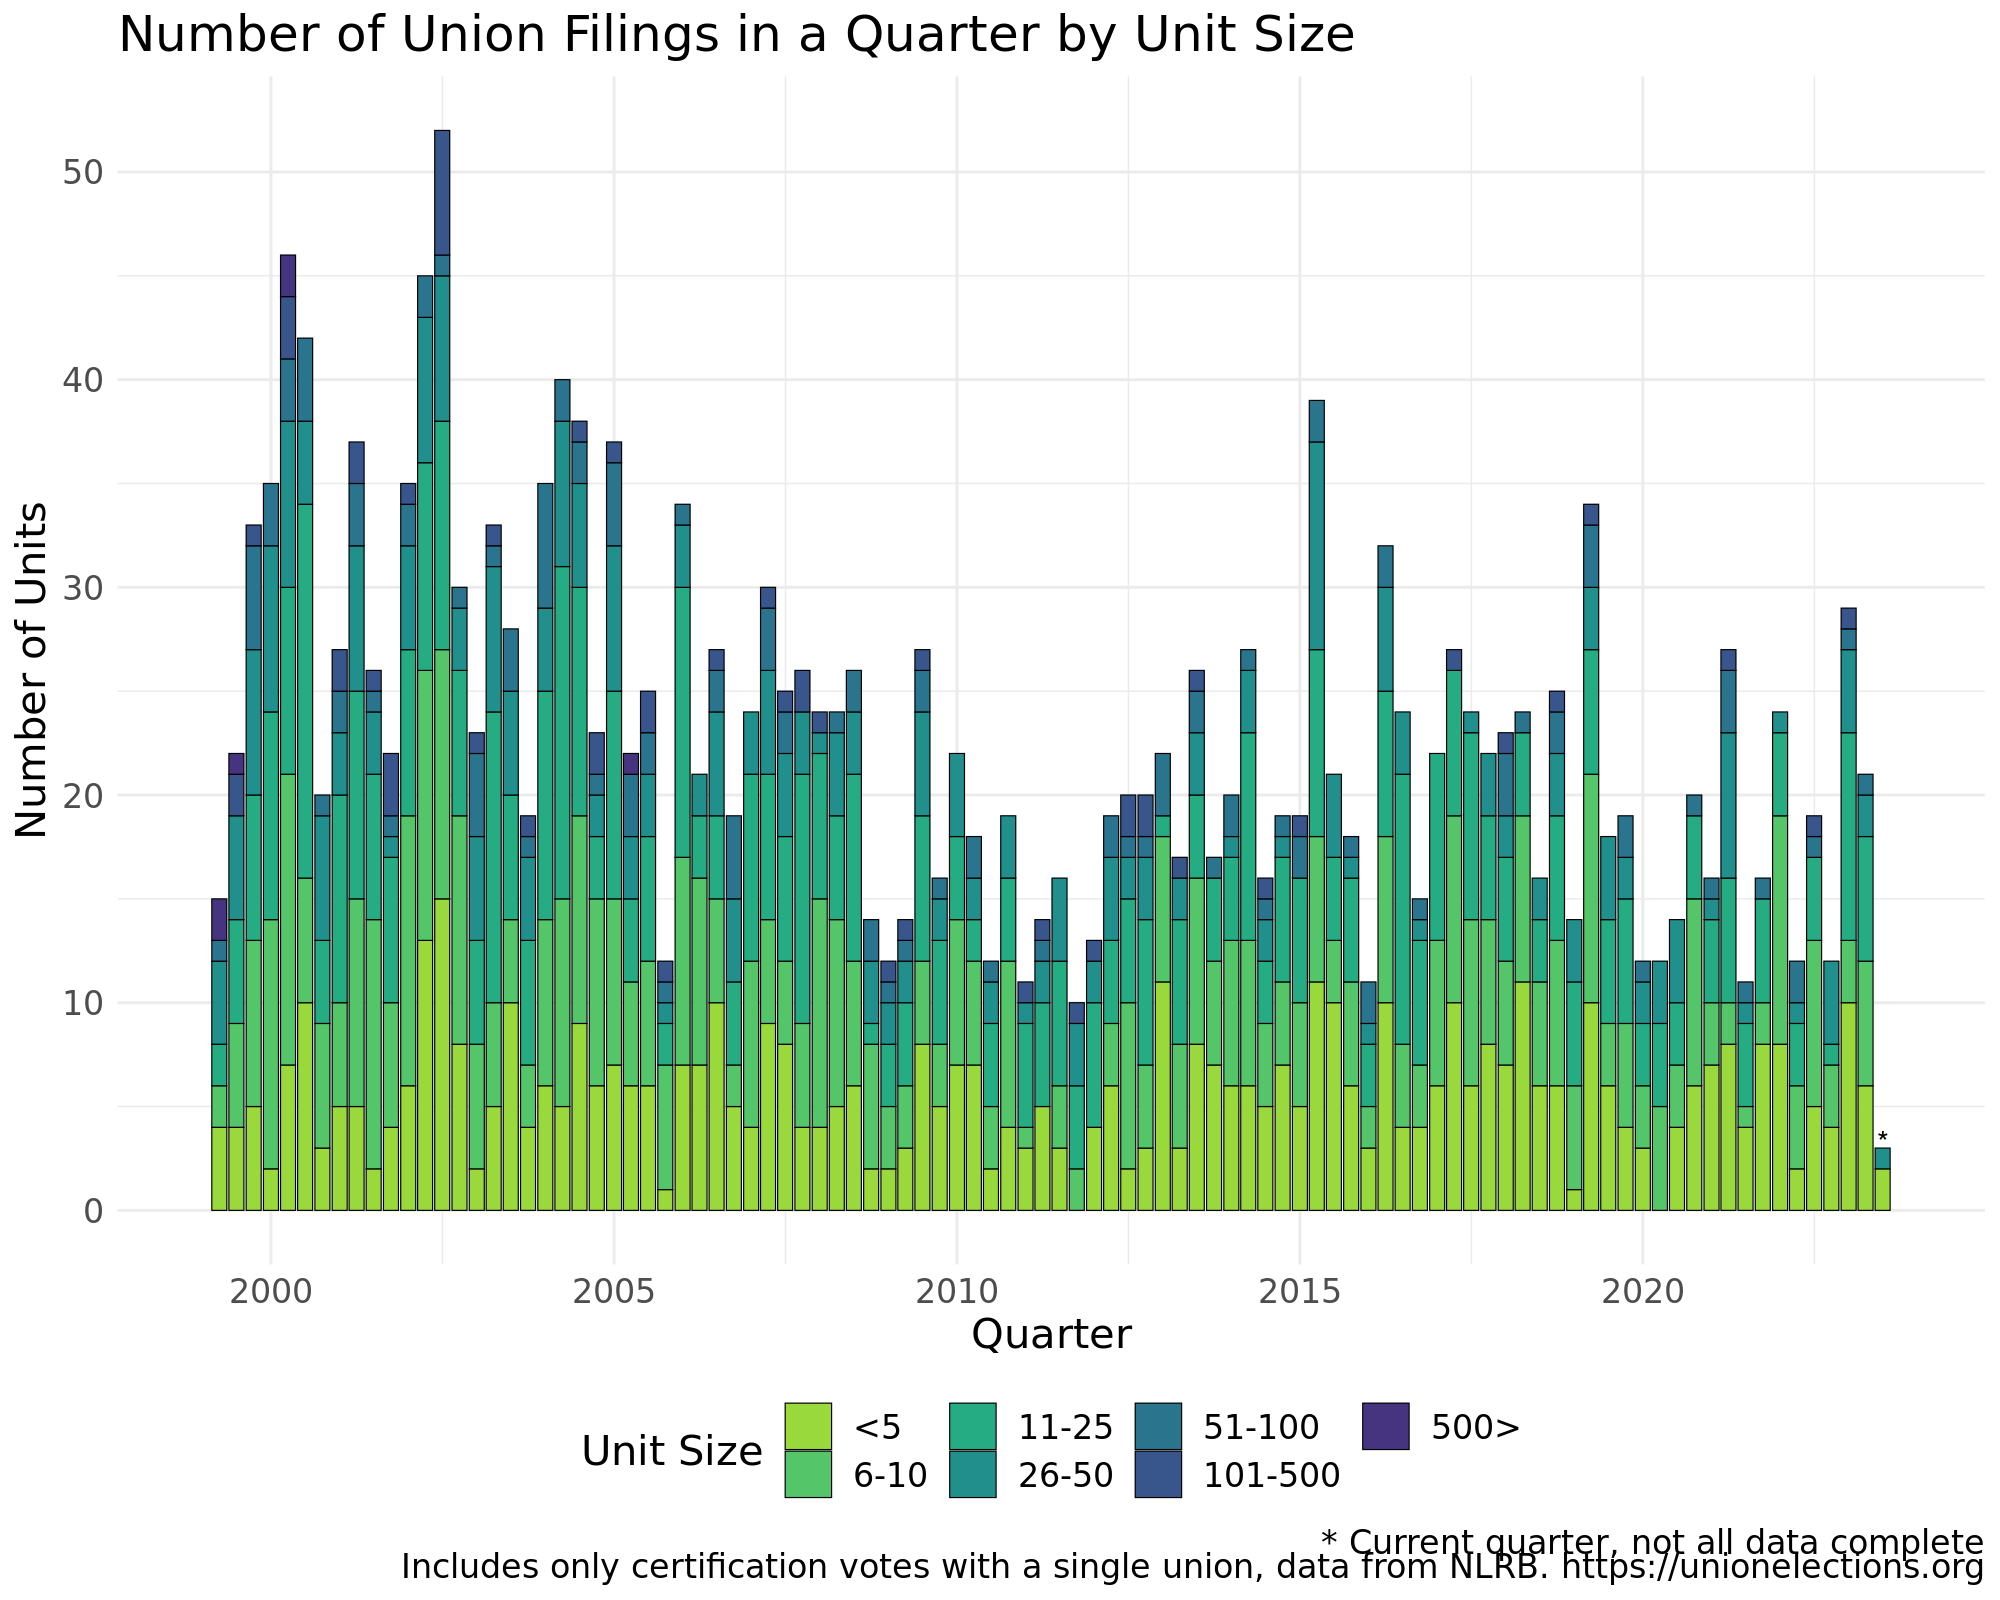 Number of Union Filings in a Quarter by Unit Size
Number of Units
50
40
30
20
10
0
*
2000 2005 2010 2015 2020
Quarter
Unit Size
<5 11-25 51-100 500>
6-10 26-50 101-500
* Current quarter, not all data complete
Includes only certification votes with a single union, data from NLRB. https://unionelections.org